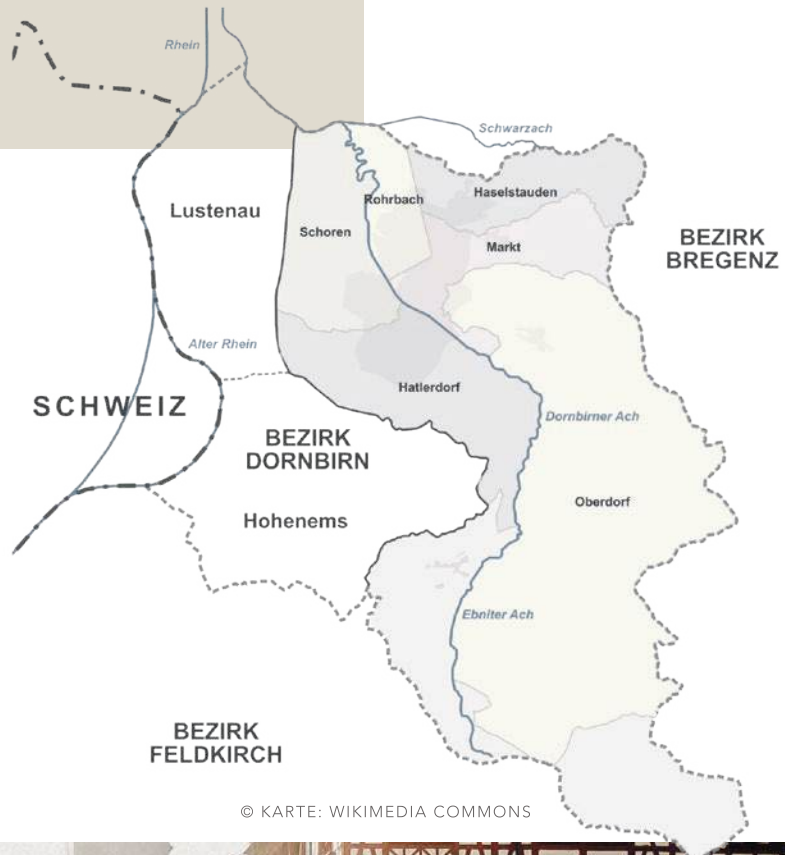 Rhein
Schwarzach
Haselstauden
Rohrbach
Lustenau
Schoren
Markt
BEZIRK
BREGENZ
Alter Rhein
SCHWEIZ
Hatlerdorf
Dornbirner Ach
BEZIRK
DORNBIRN
Oberdorf
Hohenems
Ebniter Ach
BEZIRK
FELDKIRCH
© KARTE: WIKIMEDIA COMMONS